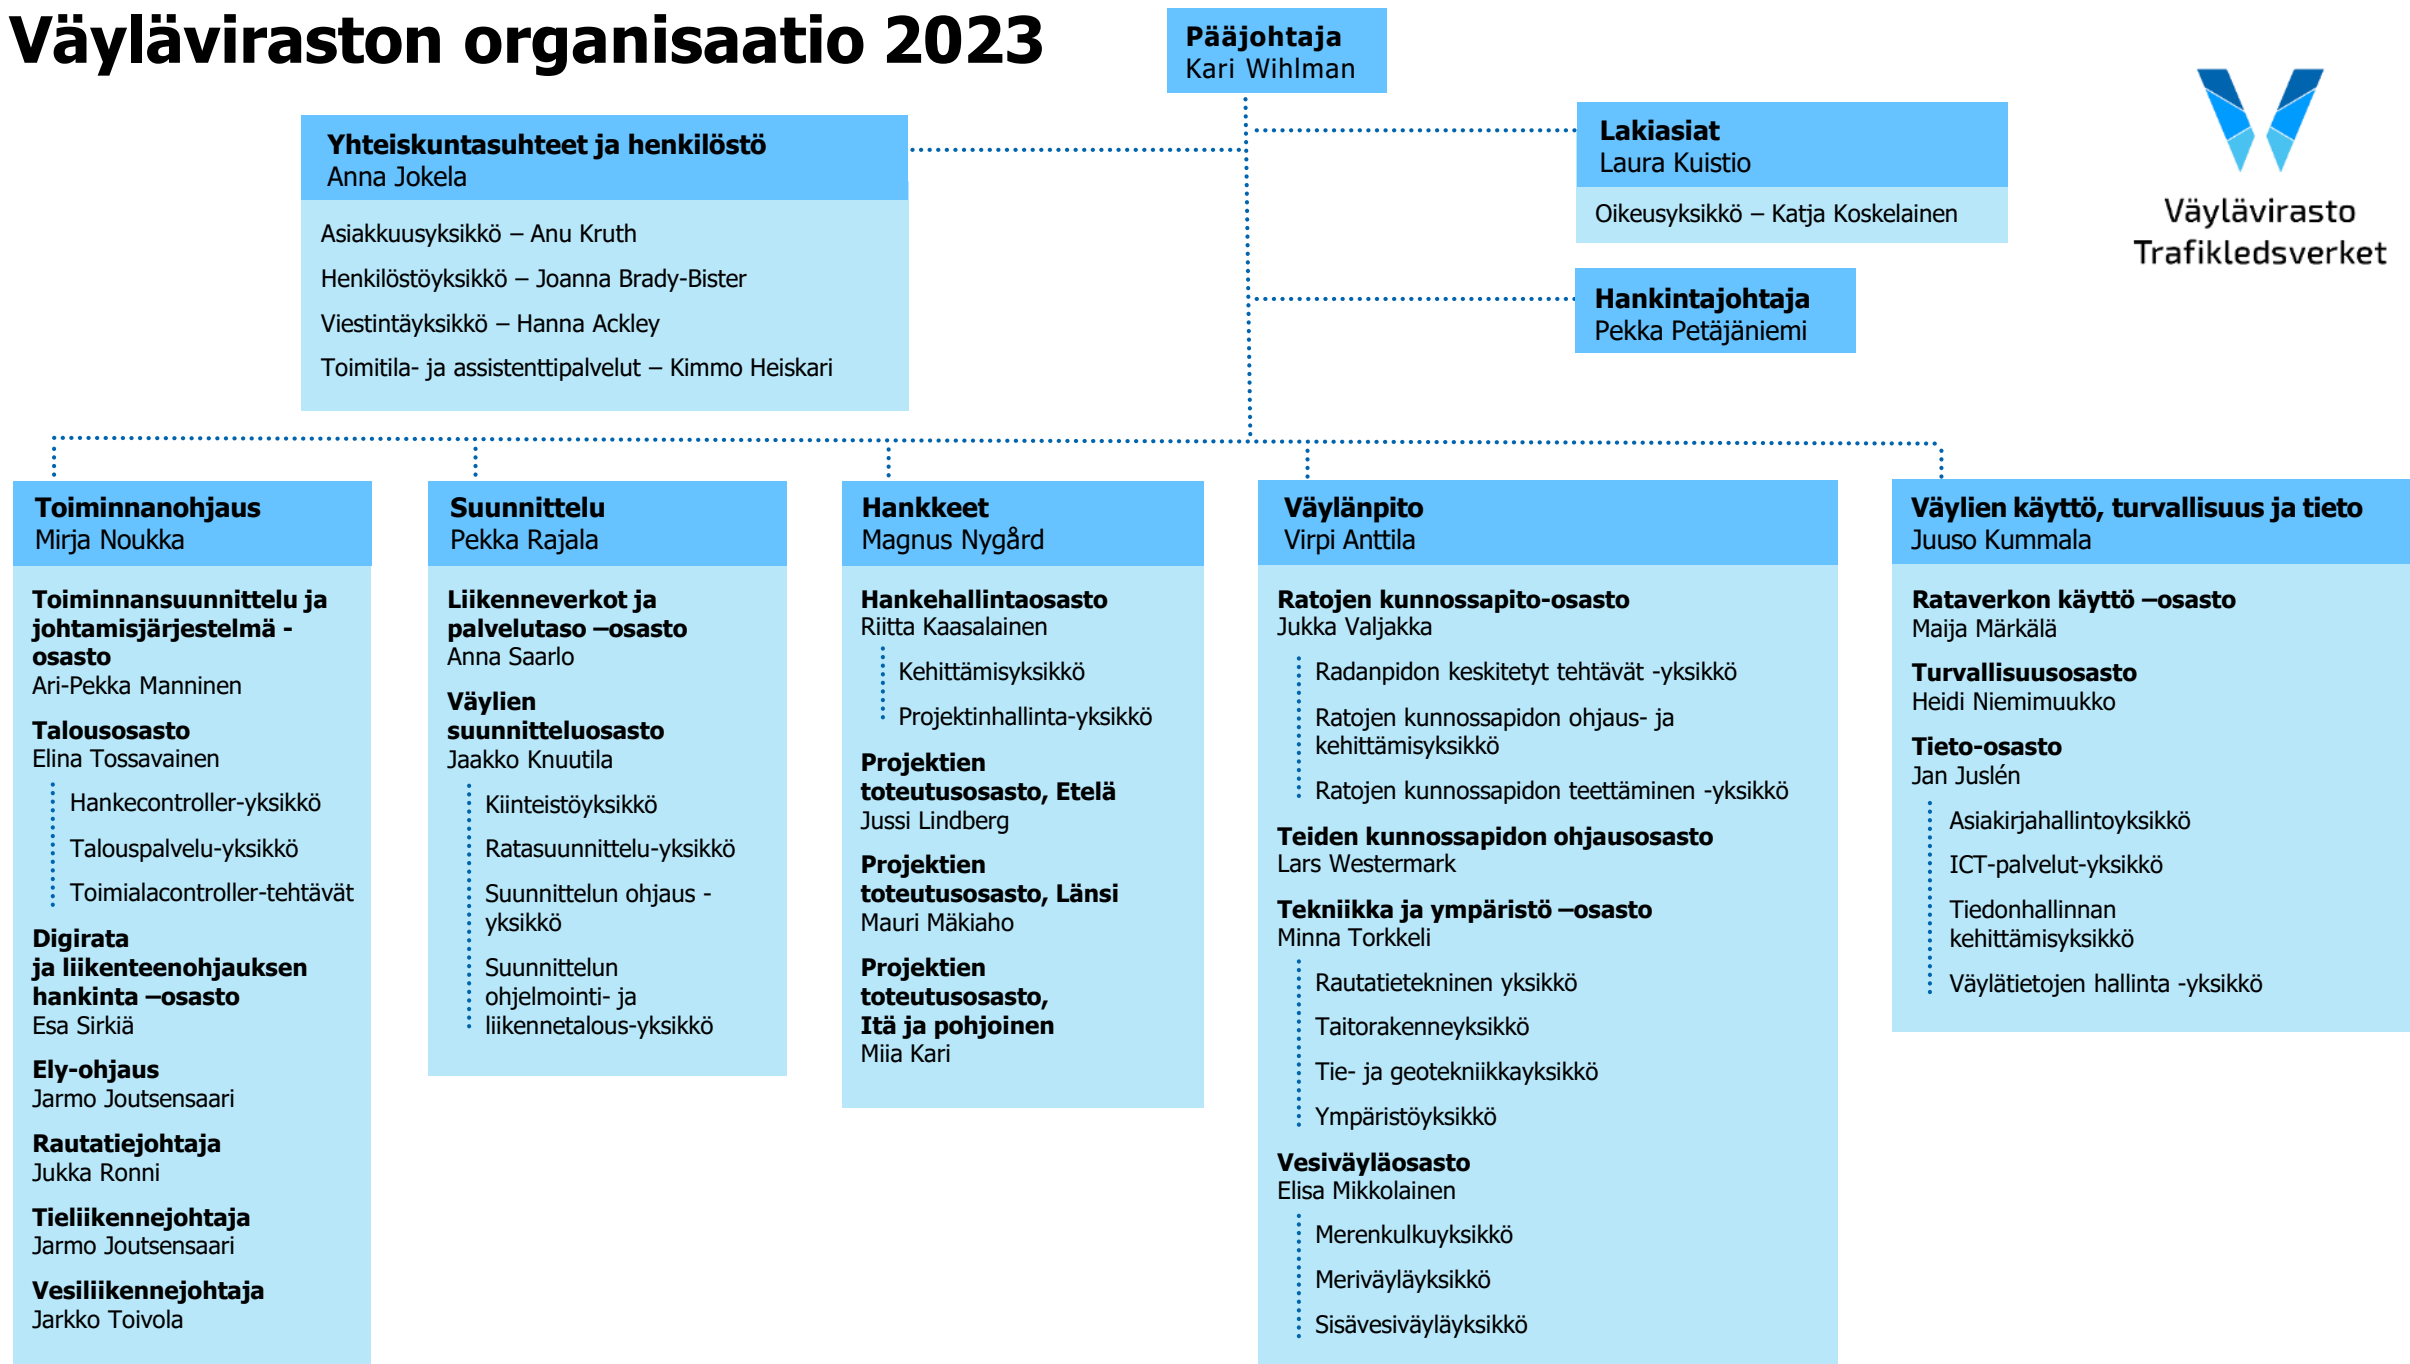 Väyläviraston organisaatio 2023
Pääjohtaja
Kari Wihlman
Yhteiskuntasuhteet ja henkilöstö
Anna Jokela
Asiakkuusyksikkö – Anu Kruth
Henkilöstöyksikkö – Joanna Brady-Bister
Viestintäyksikkö – Hanna Ackley
Toimitila- ja assistenttipalvelut – Kimmo Heiskari
Lakiasiat
Laura Kuistio
Oikeusyksikkö – Katja Koskelainen
Hankintajohtaja
Pekka Petäjäniemi
Väylävirasto
Trafikledsverket
Toiminnanohjaus
Mirja Noukka
Toiminnansuunnittelu ja
johtamisjärjestelmä -
osasto
Ari-Pekka Manninen
Talousosasto
Elina Tossavainen
Hankecontroller-yksikkö
Talouspalvelu-yksikkö
Toimialacontroller-tehtävät
Digirata
ja liikenteenohjauksen
hankinta –osasto
Esa Sirkiä
Ely-ohjaus
Jarmo Joutsensaari
Rautatiejohtaja
Jukka Ronni
Tieliikennejohtaja
Jarmo Joutsensaari
Vesiliikennejohtaja
Jarkko Toivola
Suunnittelu
Pekka Rajala
Liikenneverkot ja
palvelutaso –osasto
Anna Saarlo
Väylien
suunnitteluosasto
Jaakko Knuutila
Kiinteistöyksikkö
Ratasuunnittelu-yksikkö
Suunnittelun ohjaus -
yksikkö
Suunnittelun
ohjelmointi- ja
liikennetalous-yksikkö
Hankkeet
Magnus Nygård
Hankehallintaosasto
Riitta Kaasalainen
Kehittämisyksikkö
Projektinhallinta-yksikkö
Projektien
toteutusosasto, Etelä
Jussi Lindberg
Projektien
toteutusosasto, Länsi
Mauri Mäkiaho
Projektien
toteutusosasto,
Itä ja pohjoinen
Miia Kari
Väylänpito
Virpi Anttila
Ratojen kunnossapito-osasto
Jukka Valjakka
Radanpidon keskitetyt tehtävät -yksikkö
Ratojen kunnossapidon ohjaus- ja
kehittämisyksikkö
Ratojen kunnossapidon teettäminen -yksikkö
Teiden kunnossapidon ohjausosasto
Lars Westermark
Tekniikka ja ympäristö –osasto
Minna Torkkeli
Rautatietekninen yksikkö
Taitorakenneyksikkö
Tie- ja geotekniikkayksikkö
Ympäristöyksikkö
Vesiväyläosasto
Elisa Mikkolainen
Merenkulkuyksikkö
Meriväyläyksikkö
Sisävesiväyläyksikkö
Väylien käyttö, turvallisuus ja tieto
Juuso Kummala
Rataverkon käyttö –osasto
Maija Märkälä
Turvallisuusosasto
Heidi Niemimuukko
Tieto-osasto
Jan Juslén
Asiakirjahallintoyksikkö
ICT-palvelut-yksikkö
Tiedonhallinnan
kehittämisyksikkö
Väylätietojen hallinta -yksikkö